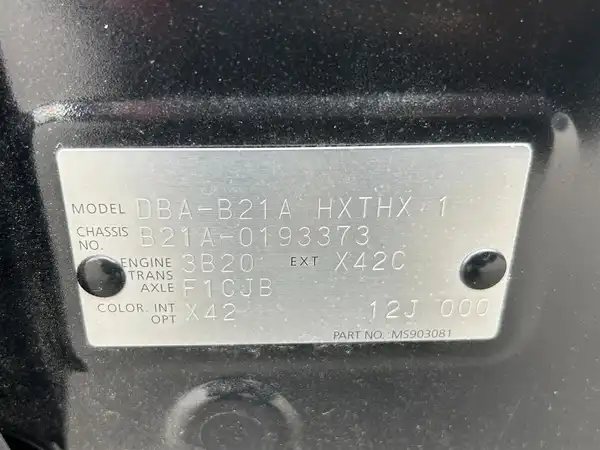 MODEL DBA-B21A HXTHX 1
CHASSIS NO. B21A-0193373
ENGINE 3B20 EXT X42C
TRANS AXLE F1CJB
COLOR. INT X42
OPT 12J 000
PART NO. MS903081